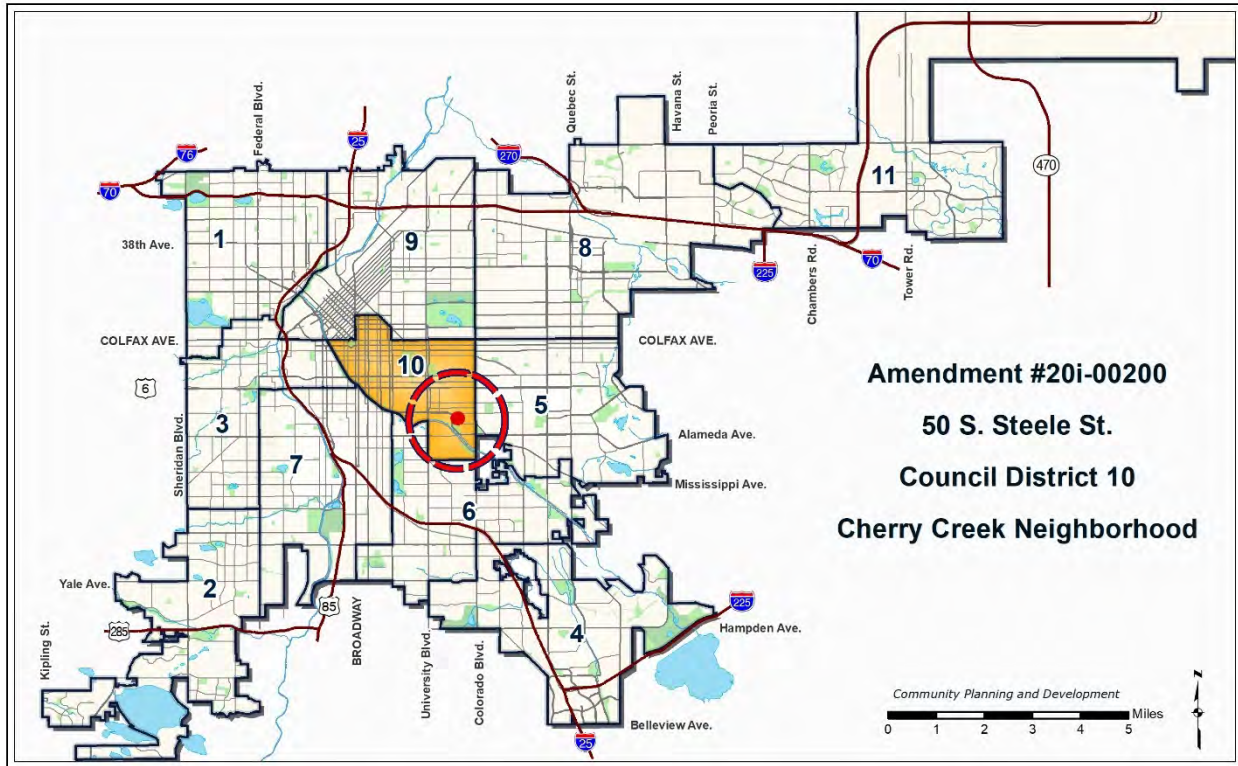 Federal Blvd.
Quebec St.
Havana St.
Peoria St.
76
25
270
70
470
11
38th Ave.
1
9
8
225
70
Chambers Rd.
Tower Rd.
COLFAX AVE.
COLFAX AVE.
10
6
5
3
Sheridan Blvd.
7
Alameda Ave.
Mississippi Ave.
6
Yale Ave.
2
85
BROADWAY
285
Kipling St.
University Blvd.
Colorado Blvd.
4
225
Hampden Ave.
Belleview Ave.
25
Amendment #20i-00200
50 S. Steele St.
Council District 10
Cherry Creek Neighborhood
Community Planning and Development
Miles
0 1 2 3 4 5